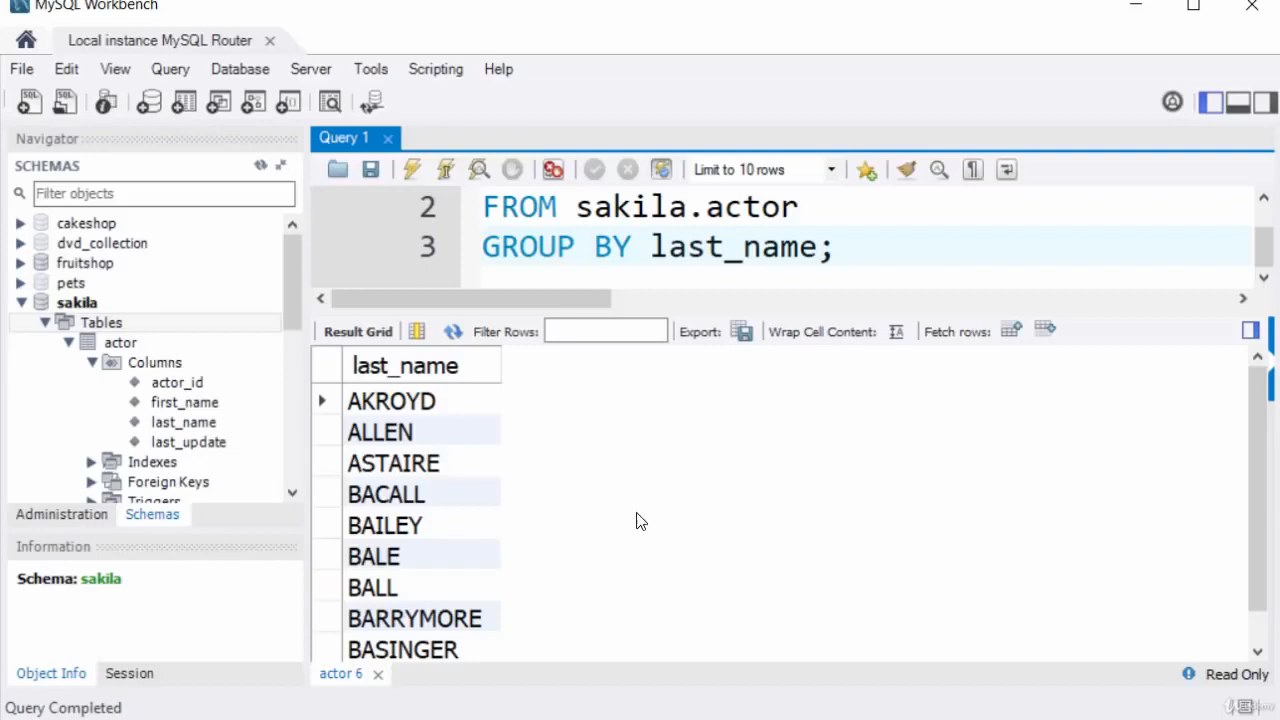 MySQL Workbench
Local instance MySQL Router
File Edit View Query Database Server Tools Scripting Help
Navigator
SCHEMAS
Filter objects
cakeshop
dvd_collection
fruitshop
pets
sakila
Tables
actor
Columns
actor_id
first_name
last_name
last_update
Indexes
Foreign Keys
Triggers
Administration Schemas
Information
Schema: sakila
Object Info Session
Query 1
Limit to 10 rows
2 FROM sakila.actor
3 GROUP BY last_name;
Result Grid Filter Rows: Export: Wrap Cell Content: Fetch rows:
last_name
AKROYD
ALLEN
ASTAIRE
BACALL
BAILEY
BALE
BALL
BARRYMORE
BASINGER
actor 6
Read Only
Query Completed